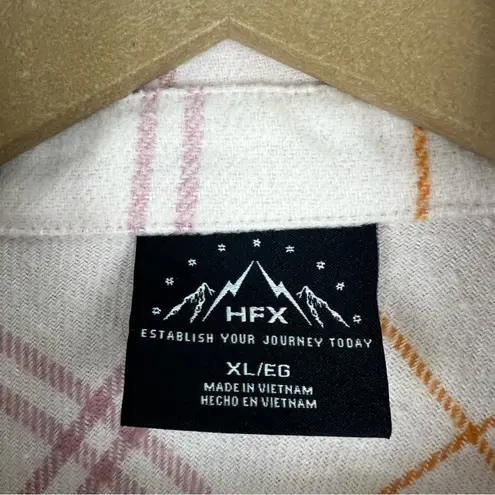 HFX
ESTABLISH YOUR JOURNEY TODAY
XL/EG
MADE IN VIETNAM
HECHO EN VIETNAM